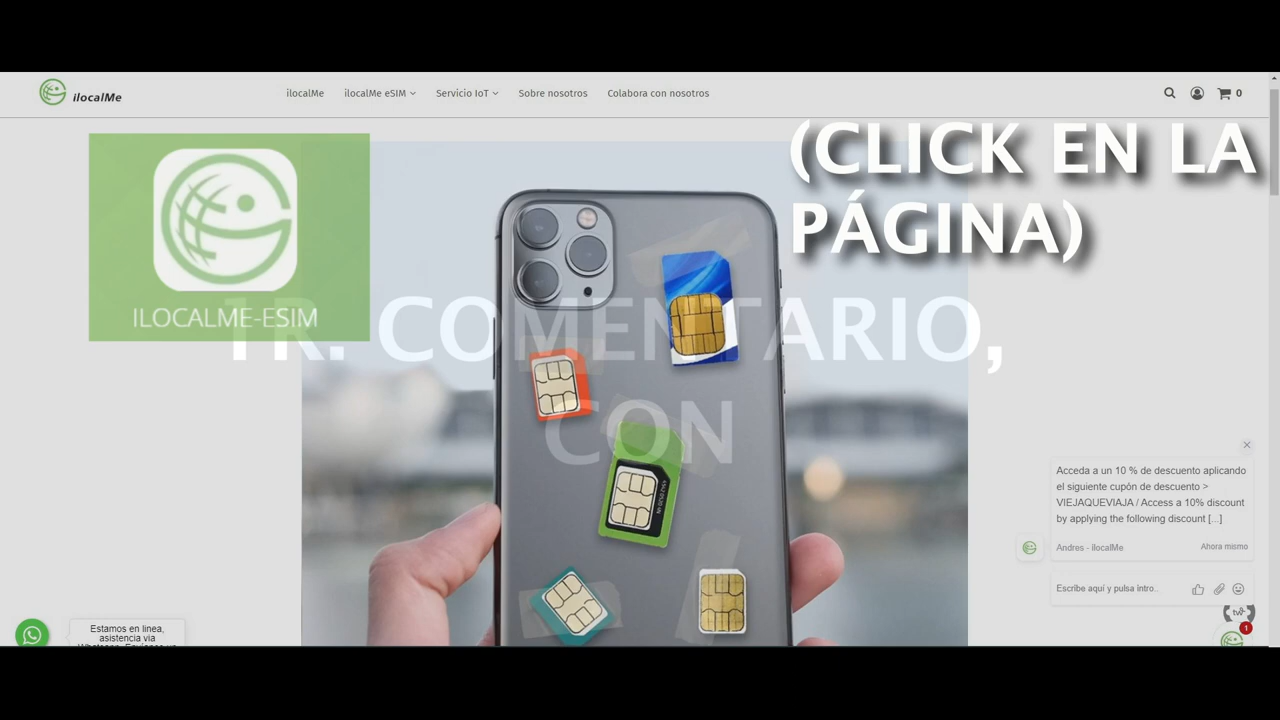 ilocalMe
ilocalMe
ilocalMe eSIM
Servicio IoT
Sobre nosotros
Colabora con nosotros
0
(CLICK EN LA
PÁGINA)
ILOCALME-ESIM
1R. COMENTARIO,
CON
Acceda a un 10 % de descuento aplicando
el siguiente cupón de descuento >
VIEJAQUEVIAJA / Access a 10% discount
by applying the following discount [...]
Andres - ilocalMe
Ahora mismo
Escribe aquí y pulsa intro..
1
Estamos en linea,
asistencia via